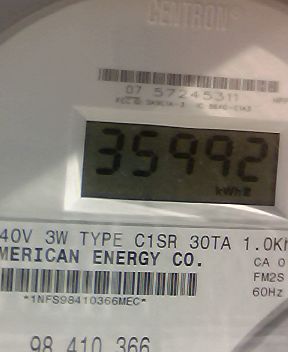 CENTRON®
07 57245311
35992
kWh
40V 3W TYPE C1SR 30TA 1.0Kh
MERICAN ENERGY CO.
CA 0
FM2S
60Hz
*1NFS98410366MEC*
98 410 366